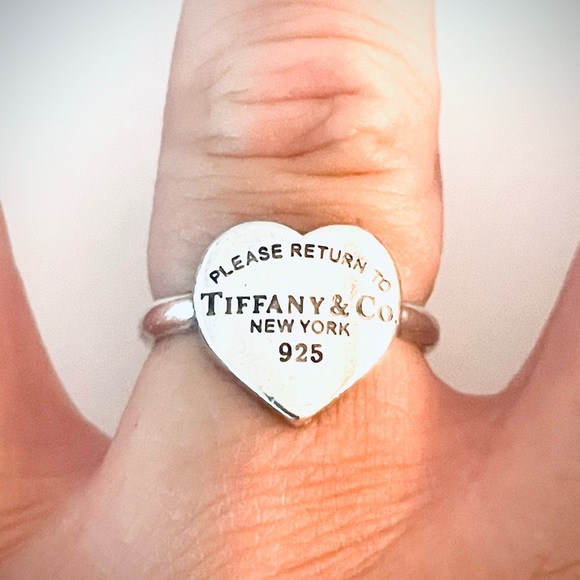 PLEASE RETURN TO
TIFFANY & CO.
NEW YORK
925